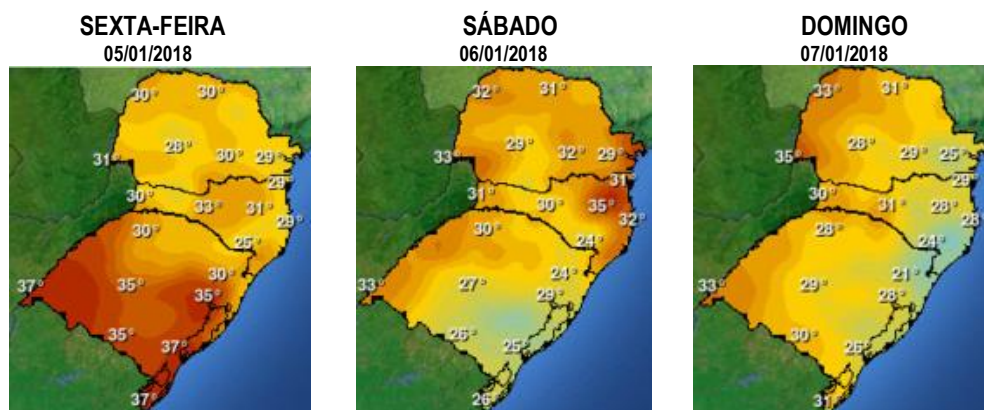 SEXTA-FEIRA
05/01/2018
30° 30°
28°
31° 30° 29°
29°
30° 33° 31°
29°
30° 25°
30°
37° 35° 35°
35°
37°
37°
SÁBADO
06/01/2018
32° 31°
29°
33° 32° 29°
31°
31° 30° 35°
32°
30° 24°
24°
33° 27° 29°
26°
25°
26°
DOMINGO
07/01/2018
33° 31°
28°
35° 29° 25°
29°
30° 31° 28°
28°
28° 24°
21°
33° 29° 28°
30°
26°
31°